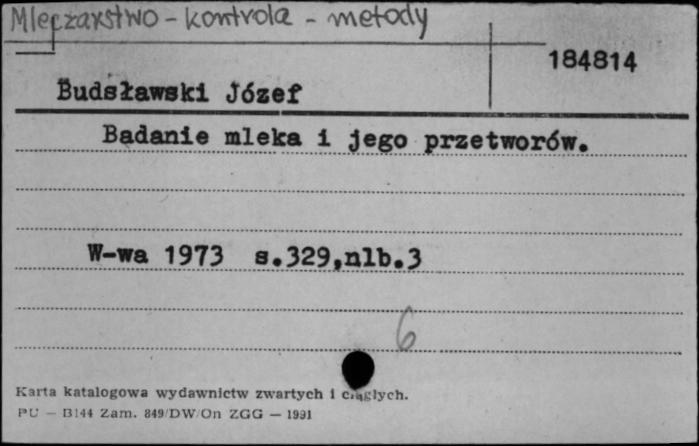 Mleczarstwo - kontrola - metody
184814
Budsławski Józef
Badanie mleka i jego przetworów.
W-wa 1973 s.329,nlb.3
6
Karta katalogowa wydawnictw zwartych i ciągłych.
PU — B144 Zam. 849/DW/On ZGG — 1991